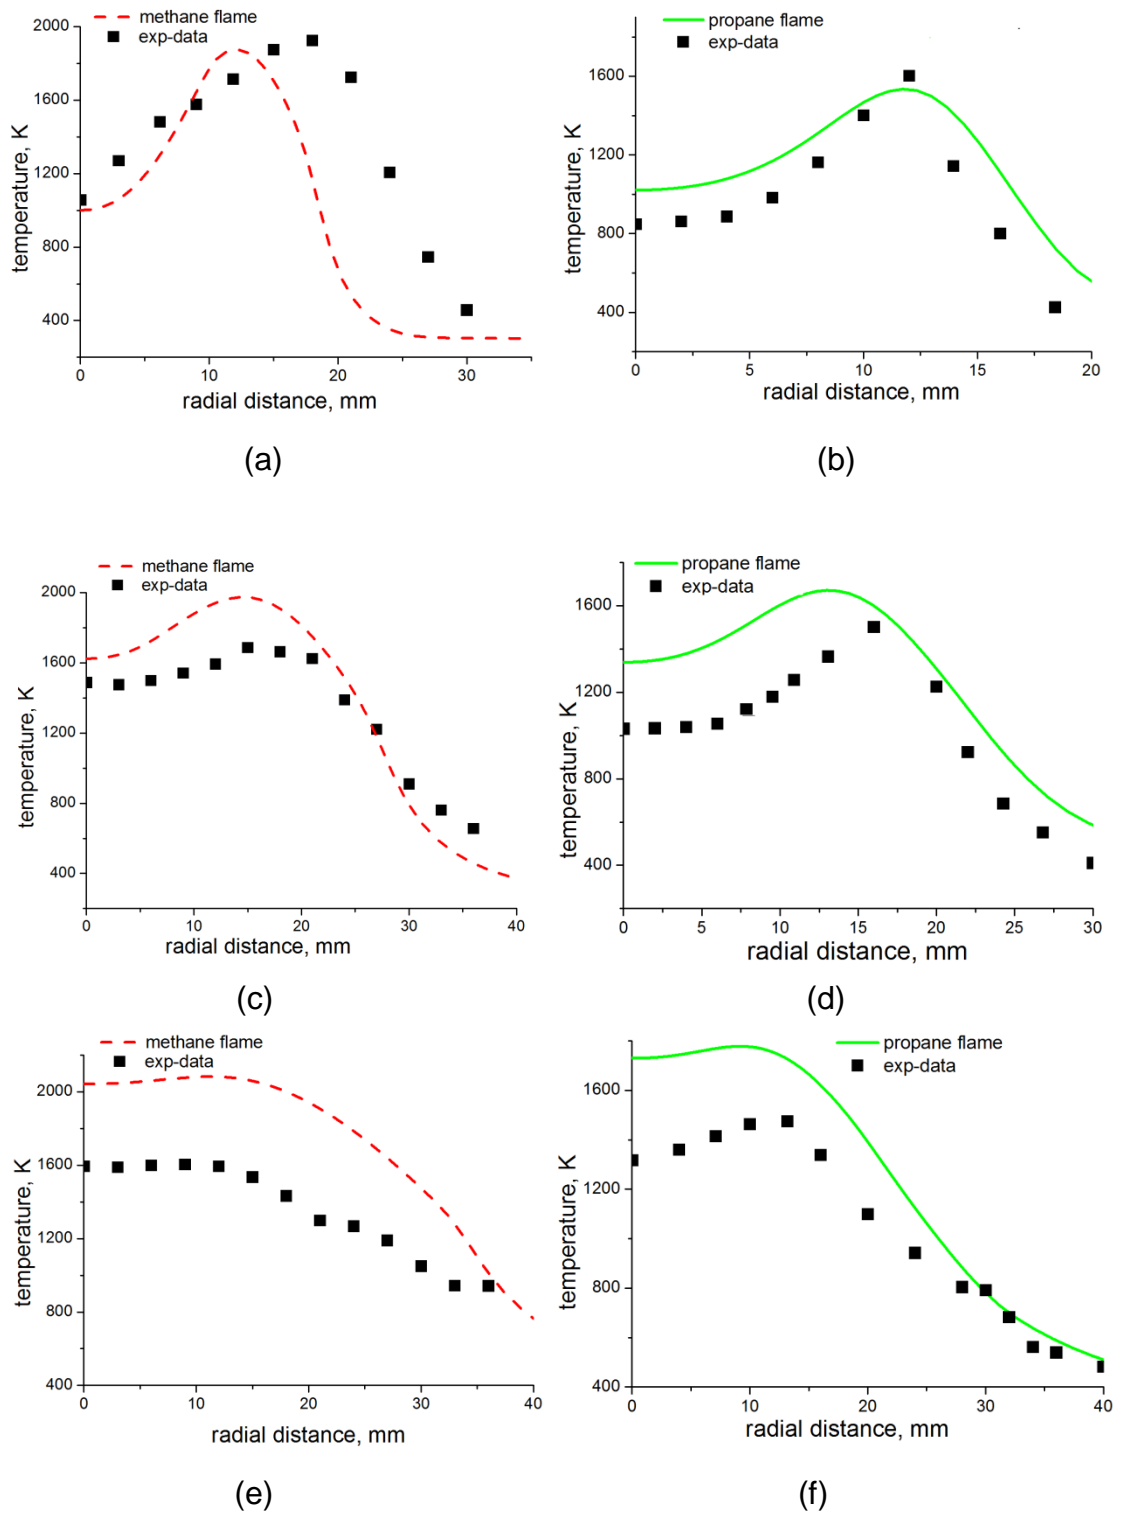 methane flame
exp-data
2000
1600
1200
800
400
temperature, K
0
10
20
30
radial distance, mm
(a)
propane flame
exp-data
1600
1200
800
400
temperature, K
0
5
10
15
20
radial distance, mm
(b)
methane flame
exp-data
2000
1600
1200
800
400
temperature, K
0
10
20
30
40
radial distance, mm
(c)
propane flame
exp-data
1600
1200
800
400
temperature, K
0
5
10
15
20
25
30
radial distance, mm
(d)
methane flame
exp-data
2000
1600
1200
800
400
temperature, K
0
10
20
30
40
radial distance, mm
(e)
propane flame
exp-data
1600
1200
800
400
temperature, K
0
10
20
30
40
radial distance, mm
(f)